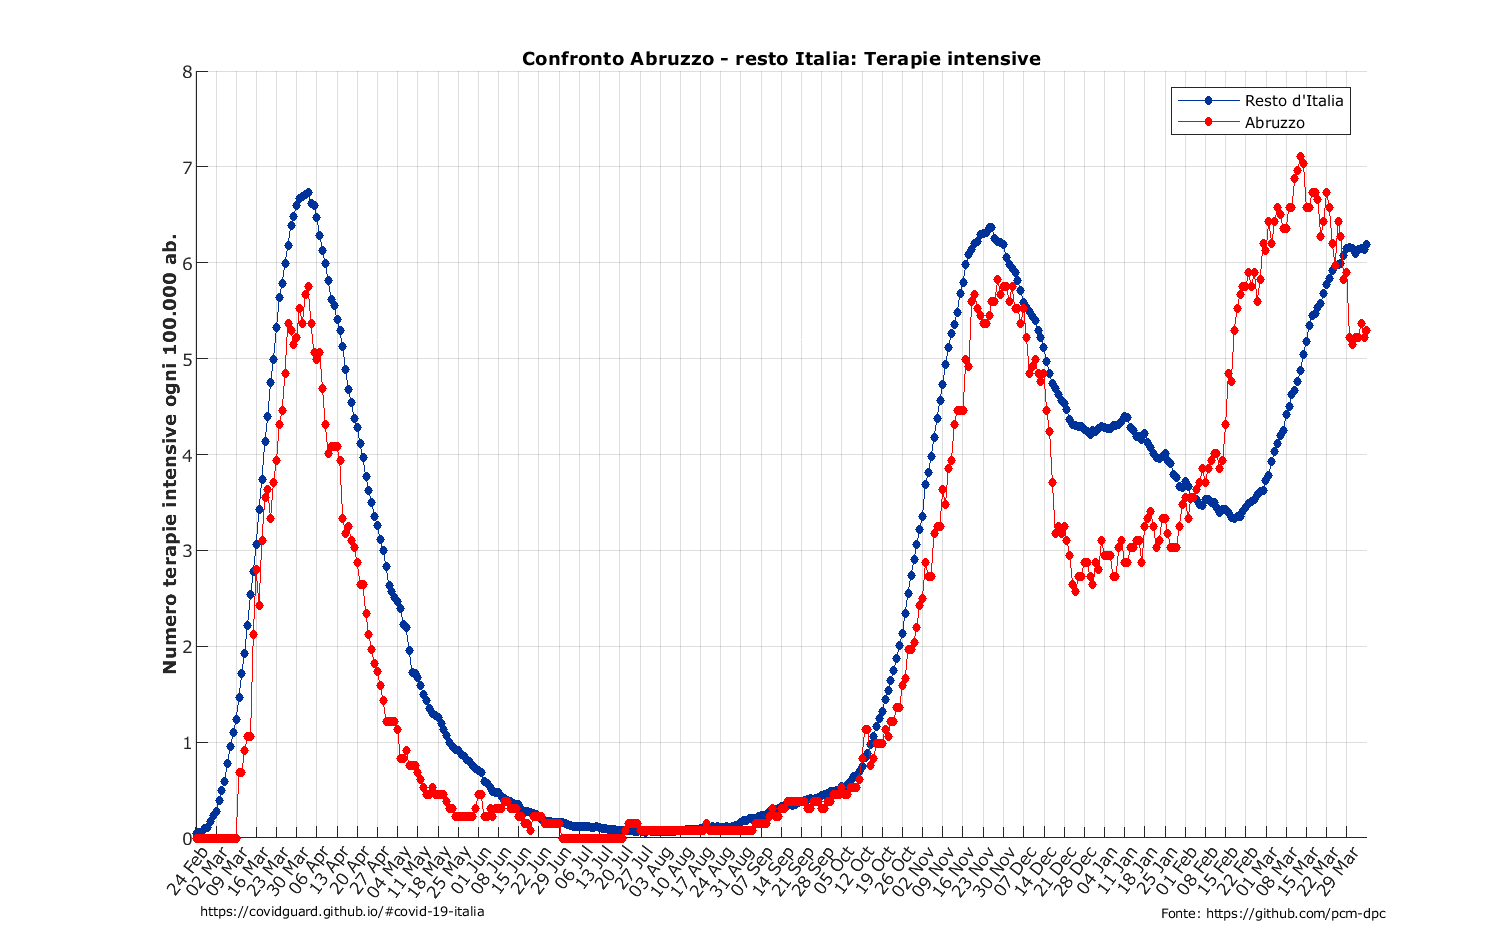 Confronto Abruzzo - resto Italia: Terapie intensive
Resto d'Italia
Abruzzo
Numero terapie intensive ogni 100.000 ab.
8
7
6
5
4
3
2
1
0
24 Feb
02 Mar
09 Mar
16 Mar
23 Mar
30 Mar
06 Apr
13 Apr
20 Apr
27 Apr
04 May
11 May
18 May
25 May
01 Jun
08 Jun
15 Jun
22 Jun
29 Jun
06 Jul
13 Jul
20 Jul
27 Jul
03 Aug
10 Aug
17 Aug
24 Aug
31 Aug
07 Sep
14 Sep
21 Sep
28 Sep
05 Oct
12 Oct
19 Oct
26 Oct
02 Nov
09 Nov
16 Nov
23 Nov
30 Nov
07 Dec
14 Dec
21 Dec
28 Dec
04 Jan
11 Jan
18 Jan
25 Jan
01 Feb
08 Feb
15 Feb
22 Feb
01 Mar
08 Mar
15 Mar
22 Mar
29 Mar
https://covidguard.github.io/#covid-19-italia
Fonte: https://github.com/pcm-dpc